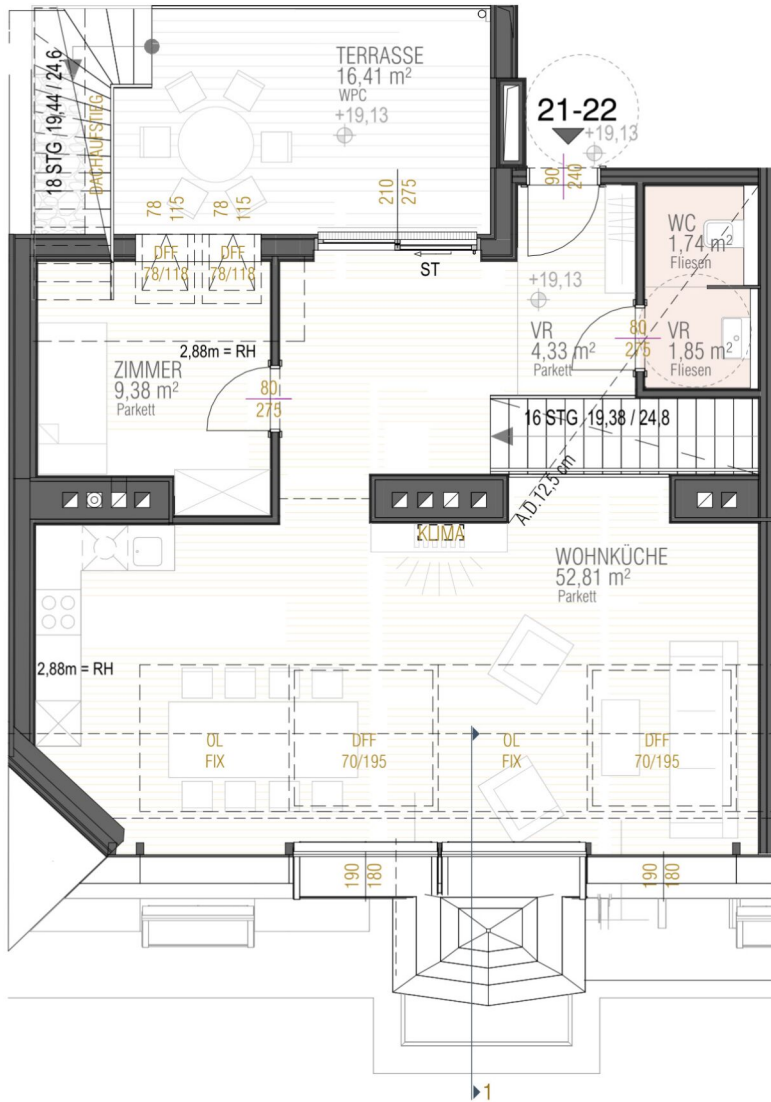 TERRASSE
16,41 m²
WPC
+19,13
21-22
+19,13
18 STG 19,44 / 24,6
DACHAUFSTIEG
78
115
78
115
210
275
90
240
DFF
78/118
DFF
78/118
ST
WC
1,74 m²
Fliesen
+19,13
VR
4,33 m²
Parkett
80
275
VR
1,85 m²
Fliesen
2,88m = RH
ZIMMER
9,38 m²
Parkett
80
275
16 STG 19,38 / 24,8
A.D. 12,5 cm
KLIMA
WOHNKÜCHE
52,81 m²
Parkett
2,88m = RH
OL
FIX
DFF
70/195
OL
FIX
DFF
70/195
190
180
190
180
1